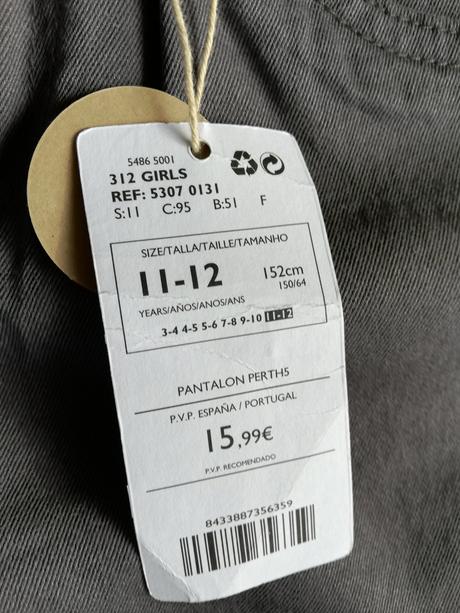 5486 5001
312 GIRLS
REF: 5307 0131
S:11 C:95 B:51 F
SIZE/TALLA/TAILLE/TAMANHO
11-12 152cm
150/64
YEARS/AÑOS/ANOS/ANS
3-4 4-5 5-6 7-8 9-10 11-12
PANTALON PERTH5
P.V.P. ESPAÑA / PORTUGAL
15,99€
P.V.P. RECOMENDADO
8433887356359